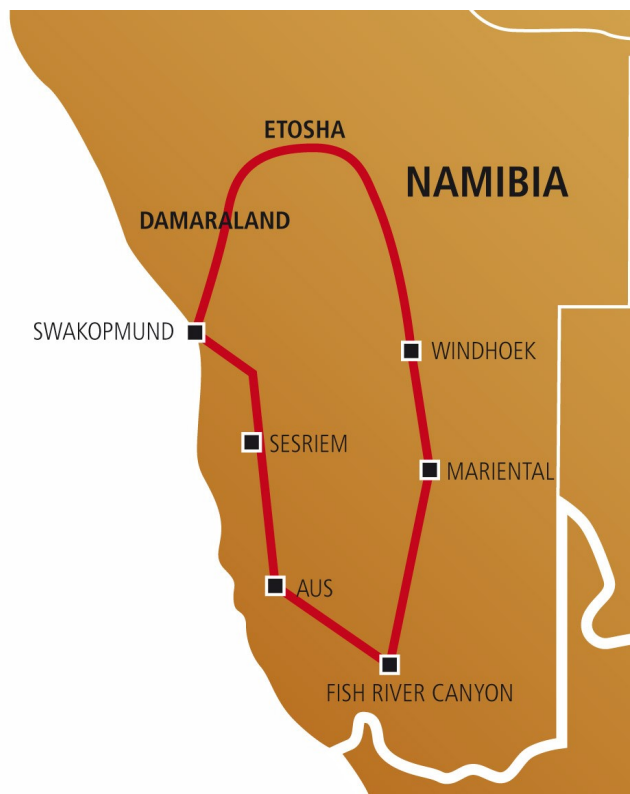 ETOSHA
NAMIBIA
DAMARALAND
SWAKOPMUND
WINDHOEK
SESRIEM
MARIENTAL
AUS
FISH RIVER CANYON